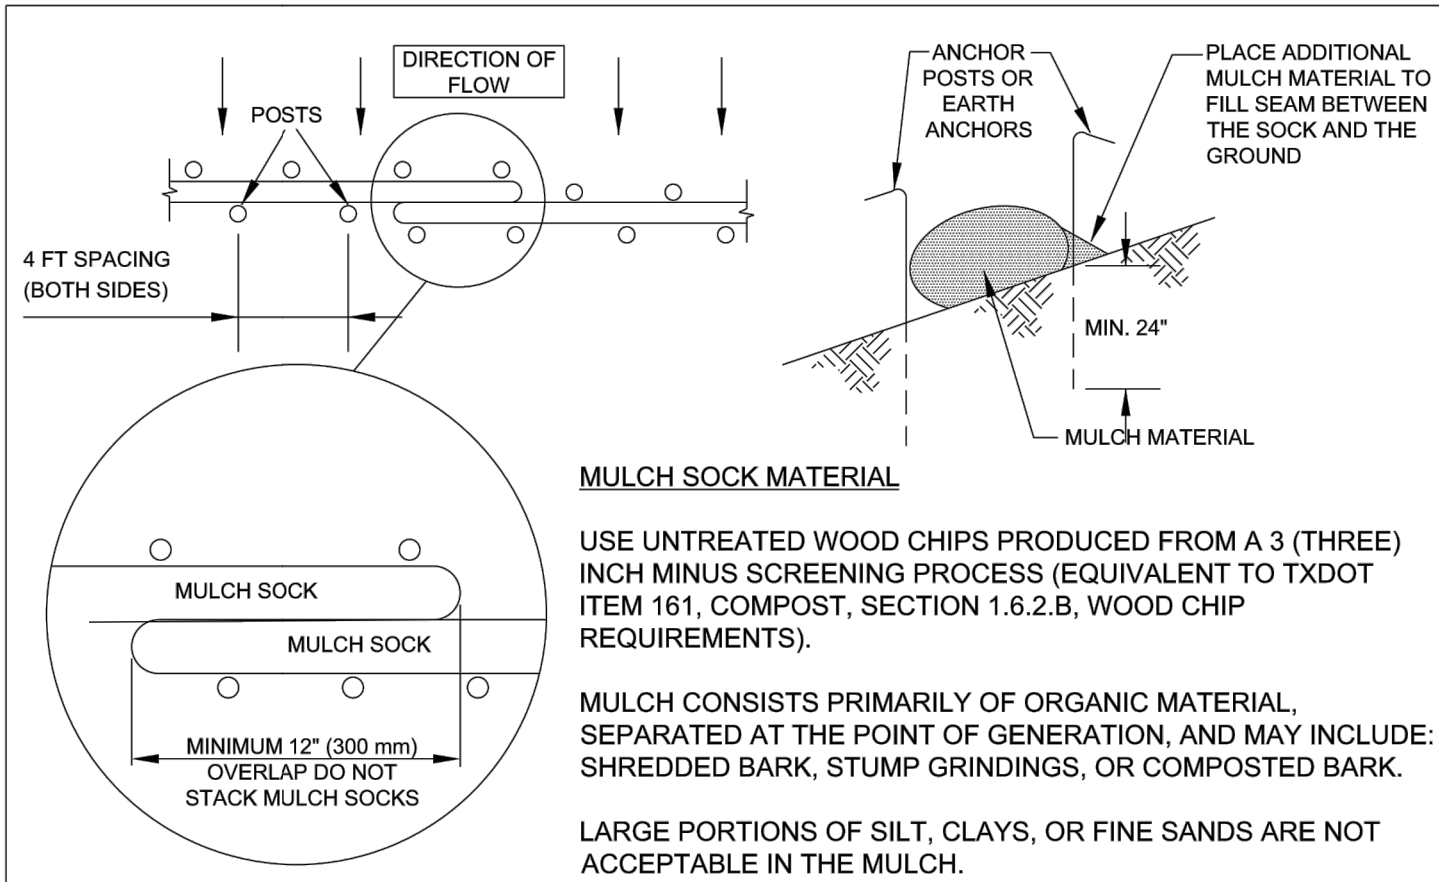 DIRECTION OF
FLOW
POSTS
4 FT SPACING
(BOTH SIDES)
ANCHOR
POSTS OR
EARTH
ANCHORS
PLACE ADDITIONAL
MULCH MATERIAL TO
FILL SEAM BETWEEN
THE SOCK AND THE
GROUND
MIN. 24"
MULCH MATERIAL
MULCH SOCK
MULCH SOCK
MINIMUM 12" (300 mm)
OVERLAP DO NOT
STACK MULCH SOCKS
MULCH SOCK MATERIAL
USE UNTREATED WOOD CHIPS PRODUCED FROM A 3 (THREE)
INCH MINUS SCREENING PROCESS (EQUIVALENT TO TXDOT
ITEM 161, COMPOST, SECTION 1.6.2.B, WOOD CHIP
REQUIREMENTS).
MULCH CONSISTS PRIMARILY OF ORGANIC MATERIAL,
SEPARATED AT THE POINT OF GENERATION, AND MAY INCLUDE:
SHREDDED BARK, STUMP GRINDINGS, OR COMPOSTED BARK.
LARGE PORTIONS OF SILT, CLAYS, OR FINE SANDS ARE NOT
ACCEPTABLE IN THE MULCH.